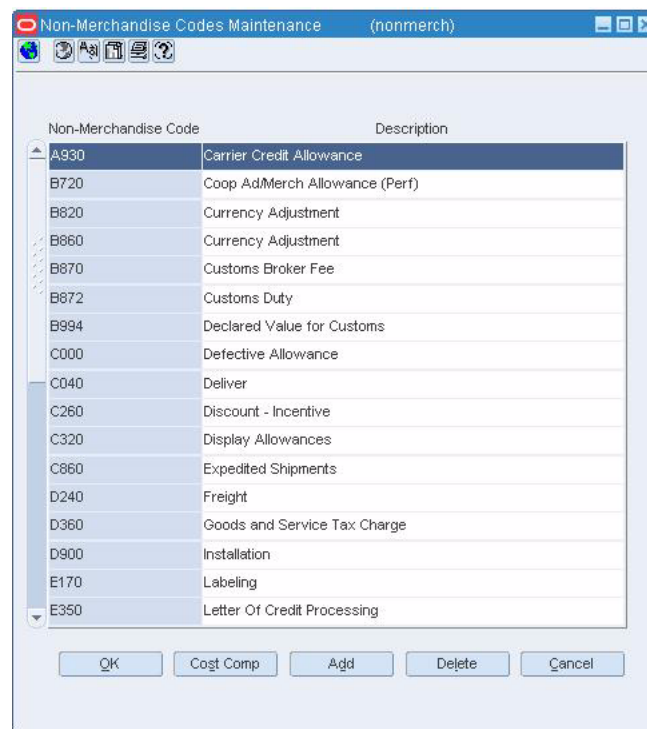 Non-Merchandise Codes Maintenance (nonmerch)
Non-Merchandise Code Description
A930 Carrier Credit Allowance
B720 Coop Ad/Merch Allowance (Perf)
B820 Currency Adjustment
B860 Currency Adjustment
B870 Customs Broker Fee
B872 Customs Duty
B994 Declared Value for Customs
C000 Defective Allowance
C040 Deliver
C260 Discount - Incentive
C320 Display Allowances
C860 Expedited Shipments
D240 Freight
D360 Goods and Service Tax Charge
D900 Installation
E170 Labeling
E350 Letter Of Credit Processing
OK Cost Comp Add Delete Cancel